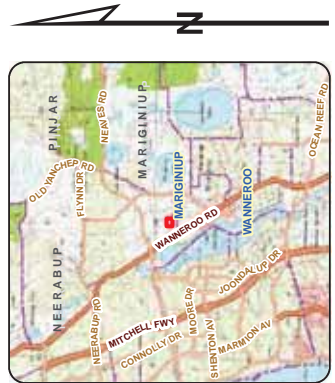 N
PINJAR
NEAVES RD
OLD YANCHEP RD
FLYNN DR
MARIGINIUP
NEERABUP
MARIGINIUP
WANNEROO RD
WANNEROO
OCEAN REEF RD
NEERABUP RD
MITCHELL FWY
CONNOLLY DR
MOORE DR
JOONDALUP DR
SHENTON AV
MARMION AV